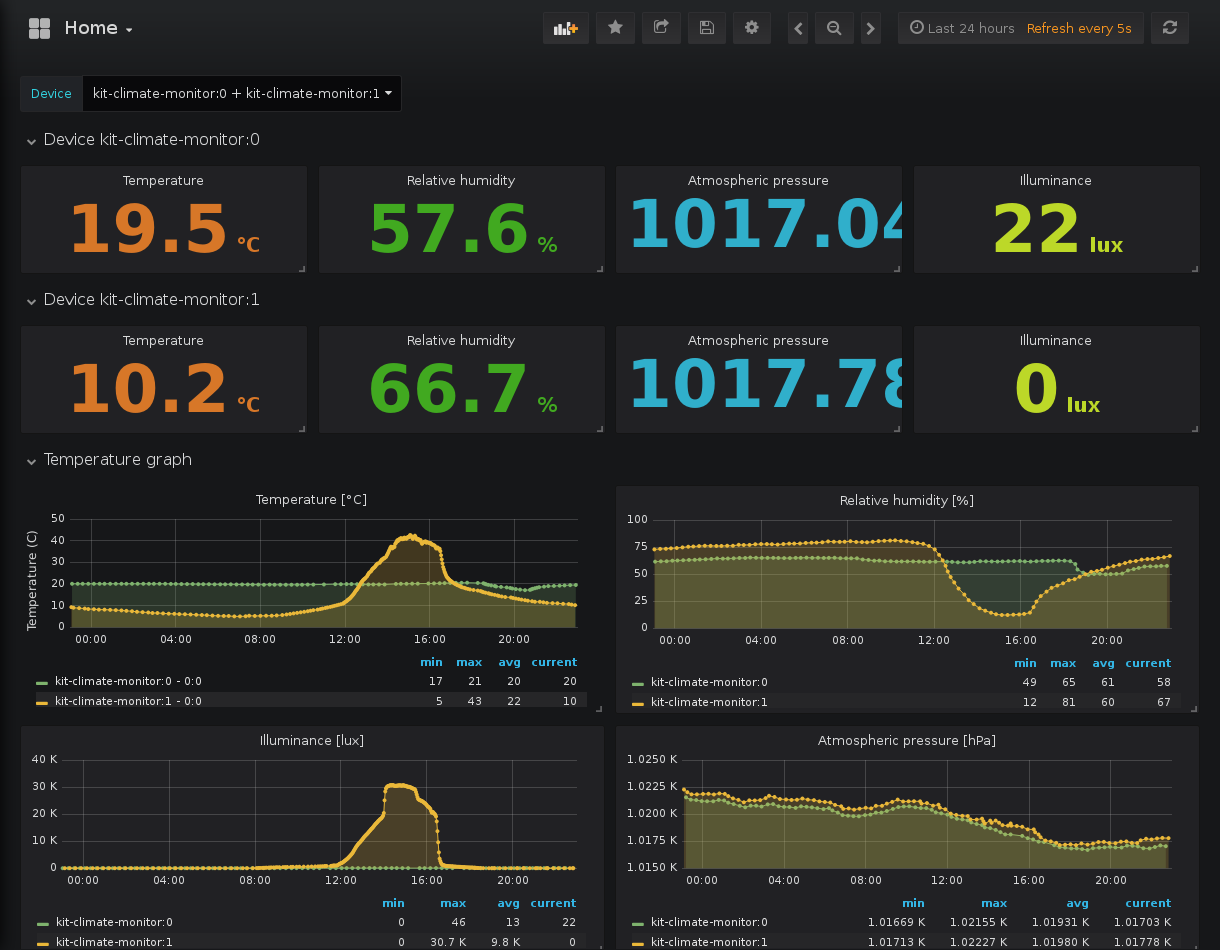 Home
Last 24 hours Refresh every 5s
Device kit-climate-monitor:0 + kit-climate-monitor:1
Device kit-climate-monitor:0
Temperature Relative humidity Atmospheric pressure Illuminance
19.5 °C 57.6 % 1017.04 22 lux
Device kit-climate-monitor:1
Temperature Relative humidity Atmospheric pressure Illuminance
10.2 °C 66.7 % 1017.78 0 lux
Temperature graph
Temperature [°C]
Temperature (C)
50
40
30
20
10
0
00:00 04:00 08:00 12:00 16:00 20:00
min max avg current
kit-climate-monitor:0 - 0:0 17 21 20 20
kit-climate-monitor:1 - 0:0 5 43 22 10
Relative humidity [%]
100
75
50
25
0
00:00 04:00 08:00 12:00 16:00 20:00
min max avg current
kit-climate-monitor:0 49 65 61 58
kit-climate-monitor:1 12 81 60 67
Illuminance [lux]
40 K
30 K
20 K
10 K
0
00:00 04:00 08:00 12:00 16:00 20:00
min max avg current
kit-climate-monitor:0 0 46 13 22
kit-climate-monitor:1 0 30.7 K 9.8 K 0
Atmospheric pressure [hPa]
1.0250 K
1.0225 K
1.0200 K
1.0175 K
1.0150 K
00:00 04:00 08:00 12:00 16:00 20:00
min max avg current
kit-climate-monitor:0 1.01669 K 1.02155 K 1.01931 K 1.01703 K
kit-climate-monitor:1 1.01713 K 1.02227 K 1.01980 K 1.01778 K